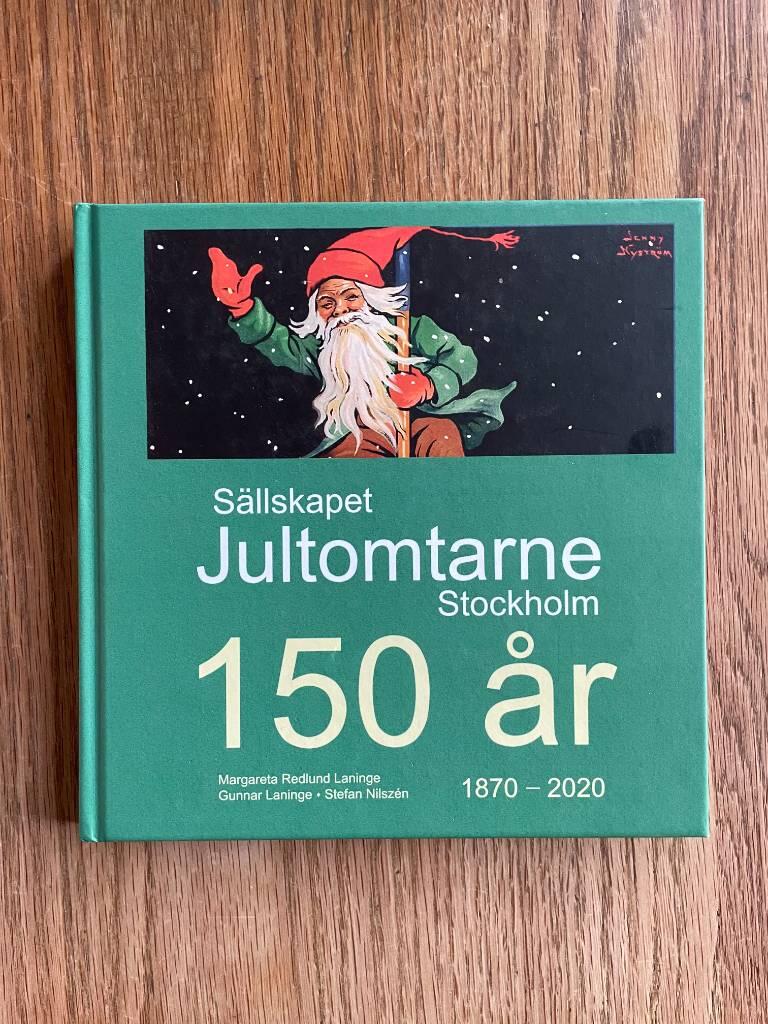 Jenny
Nyström
Sällskapet
Jultomtarne
Stockholm
150 år
Margareta Redlund Laninge
Gunnar Laninge • Stefan Nilszén
1870 – 2020